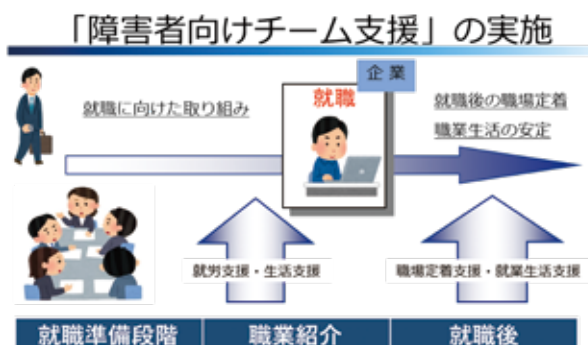 「障害者向けチーム支援」の実施
企業
就職
就職に向けた取り組み
就職後の職場定着
職業生活の安定
就労支援・生活支援
職場定着支援・就業生活支援
就職準備段階
職業紹介
就職後